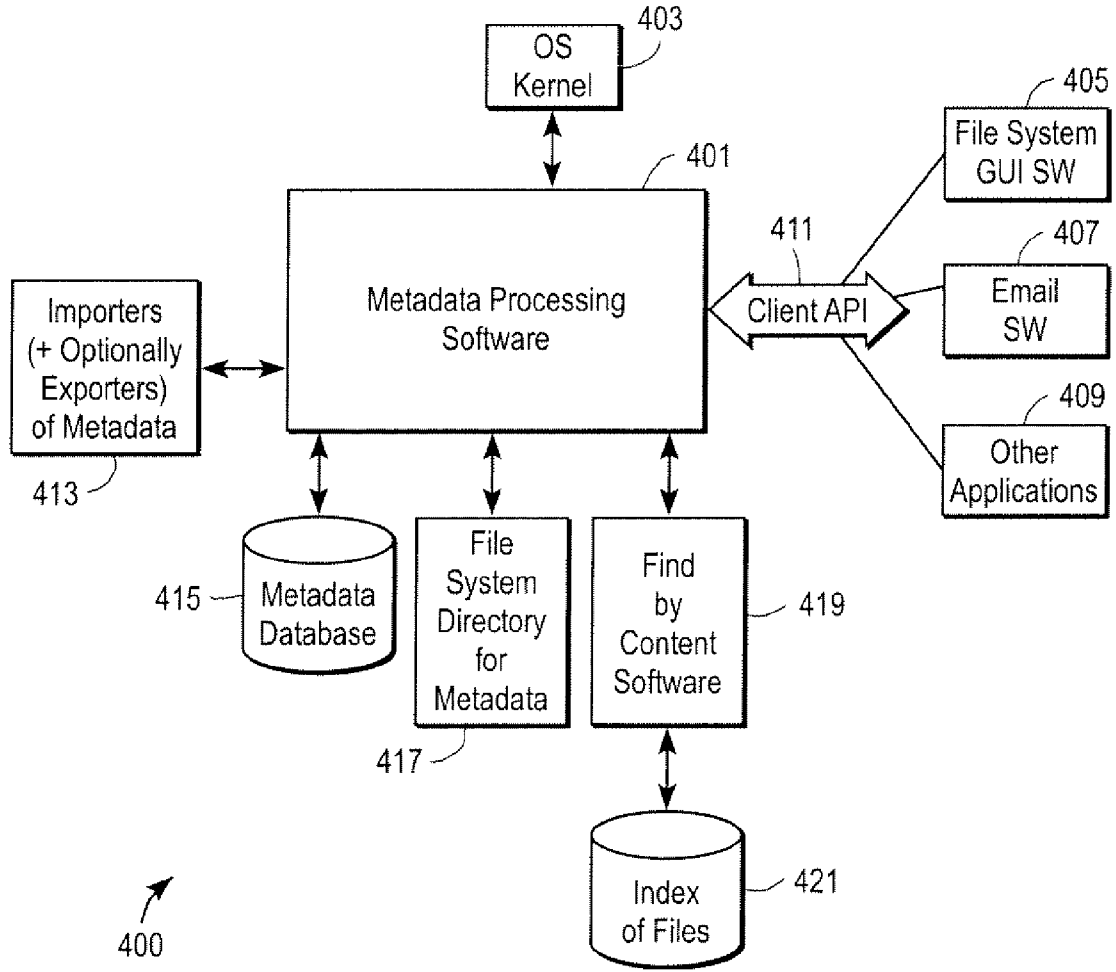 OS
Kernel
403
401
405
File System
GUI SW
411
Client API
407
Email
SW
409
Other
Applications
Metadata Processing
Software
Importers
(+ Optionally
Exporters)
of Metadata
413
415
Metadata
Database
File
System
Directory
for
Metadata
417
Find
by
Content
Software
419
Index
of Files
421
400